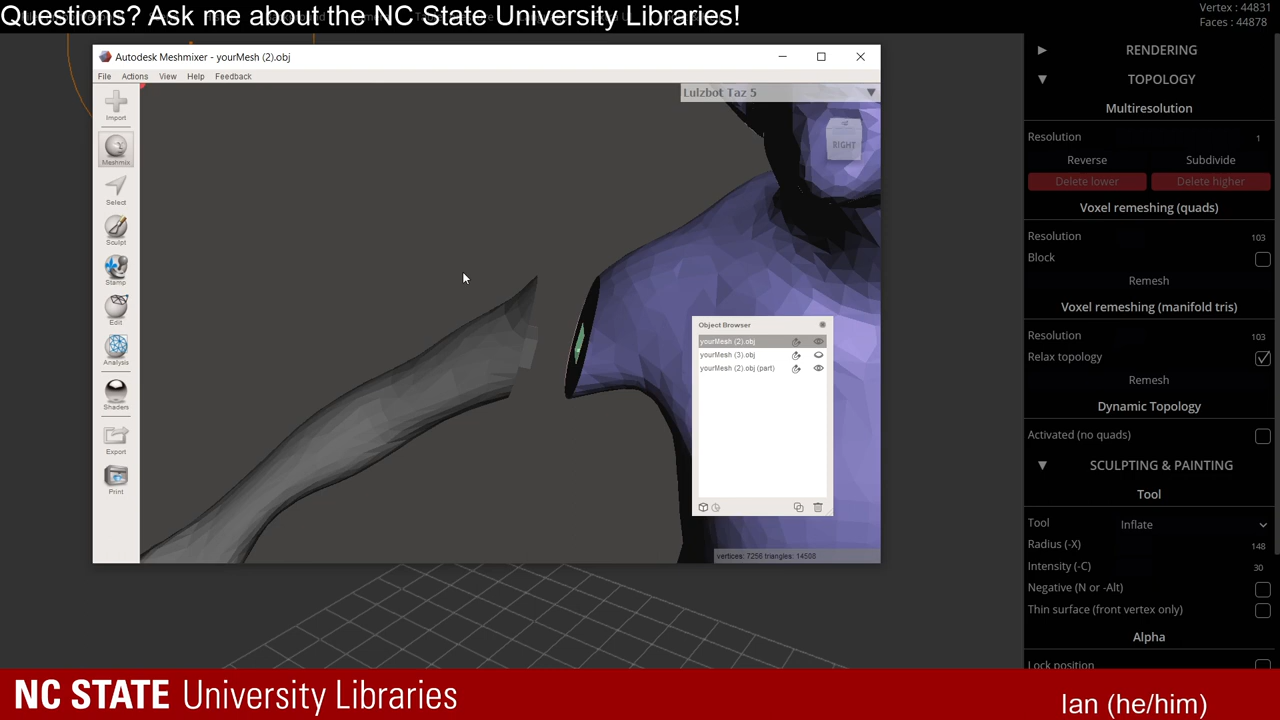 Questions? Ask me about the NC State University Libraries!
Vertex : 44831
Faces : 44878
Autodesk Meshmixer - yourMesh (2).obj
File Actions View Help Feedback
Lulzbot Taz 5
RIGHT
Import
Meshmix
Select
Sculpt
Stamp
Edit
Analysis
Shaders
Export
Print
Object Browser
yourMesh (2).obj
yourMesh (3).obj
yourMesh (2).obj (part)
vertices: 7256 triangles: 14508
RENDERING
TOPOLOGY
Multiresolution
Resolution 1
Reverse Subdivide
Delete lower Delete higher
Voxel remeshing (quads)
Resolution 103
Block
Remesh
Voxel remeshing (manifold tris)
Resolution 103
Relax topology
Remesh
Dynamic Topology
Activated (no quads)
SCULPTING & PAINTING
Tool
Tool Inflate
Radius (-X) 148
Intensity (-C) 30
Negative (N or -Alt)
Thin surface (front vertex only)
Alpha
Lock position
NC STATE University Libraries
Ian (he/him)